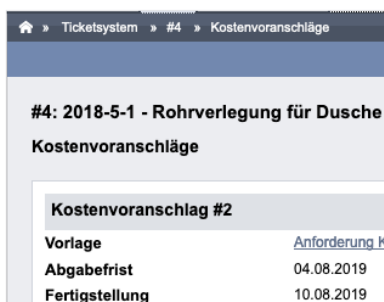 » Ticketsystem » #4 » Kostenvoranschläge
#4: 2018-5-1 - Rohrverlegung für Dusche
Kostenvoranschläge
Kostenvoranschlag #2
Vorlage Anforderung K
Abgabefrist 04.08.2019
Fertigstellung 10.08.2019